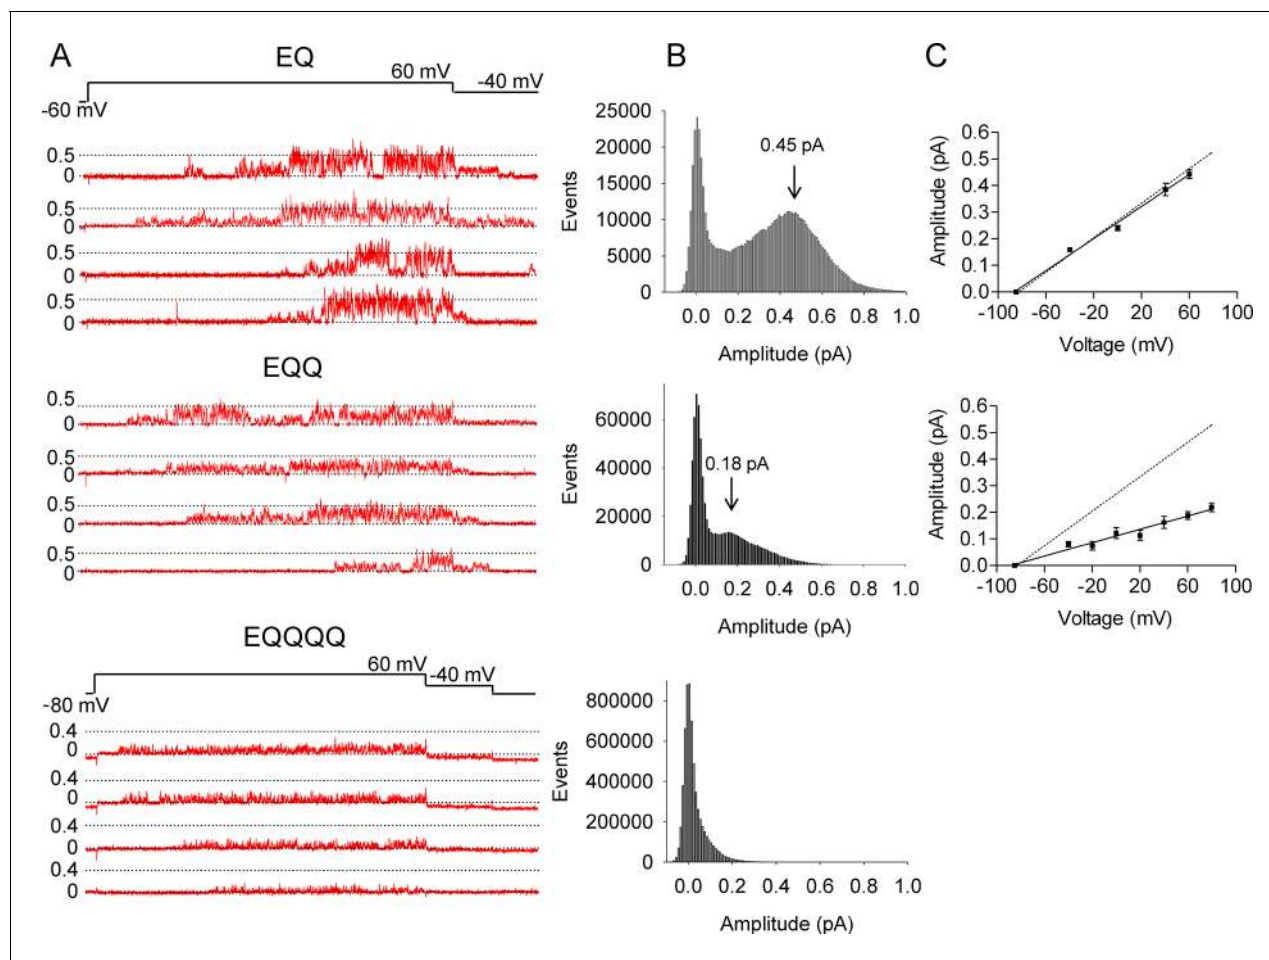 A
EQ
60 mV
-40 mV
-60 mV
0.5
0
0.5
0
0.5
0
0.5
0
EQQ
0.5
0
0.5
0
0.5
0
0.5
0
EQQQQ
60 mV
-40 mV
-80 mV
0.4
0
0.4
0
0.4
0
0.4
0
B
25000
20000
15000
10000
5000
0
Events
0.45 pA
0.0 0.2 0.4 0.6 0.8 1.0
Amplitude (pA)
60000
40000
20000
0
Events
0.18 pA
0.0 0.2 0.4 0.6 0.8 1.0
Amplitude (pA)
800000
600000
400000
200000
0
Events
0.0 0.2 0.4 0.6 0.8 1.0
Amplitude (pA)
C
0.6
0.5
0.4
0.3
0.2
0.1
0.0
Amplitude (pA)
-100 -60 -20 20 60 100
Voltage (mV)
0.6
0.5
0.4
0.3
0.2
0.1
0.0
Amplitude (pA)
-100 -60 -20 20 60 100
Voltage (mV)